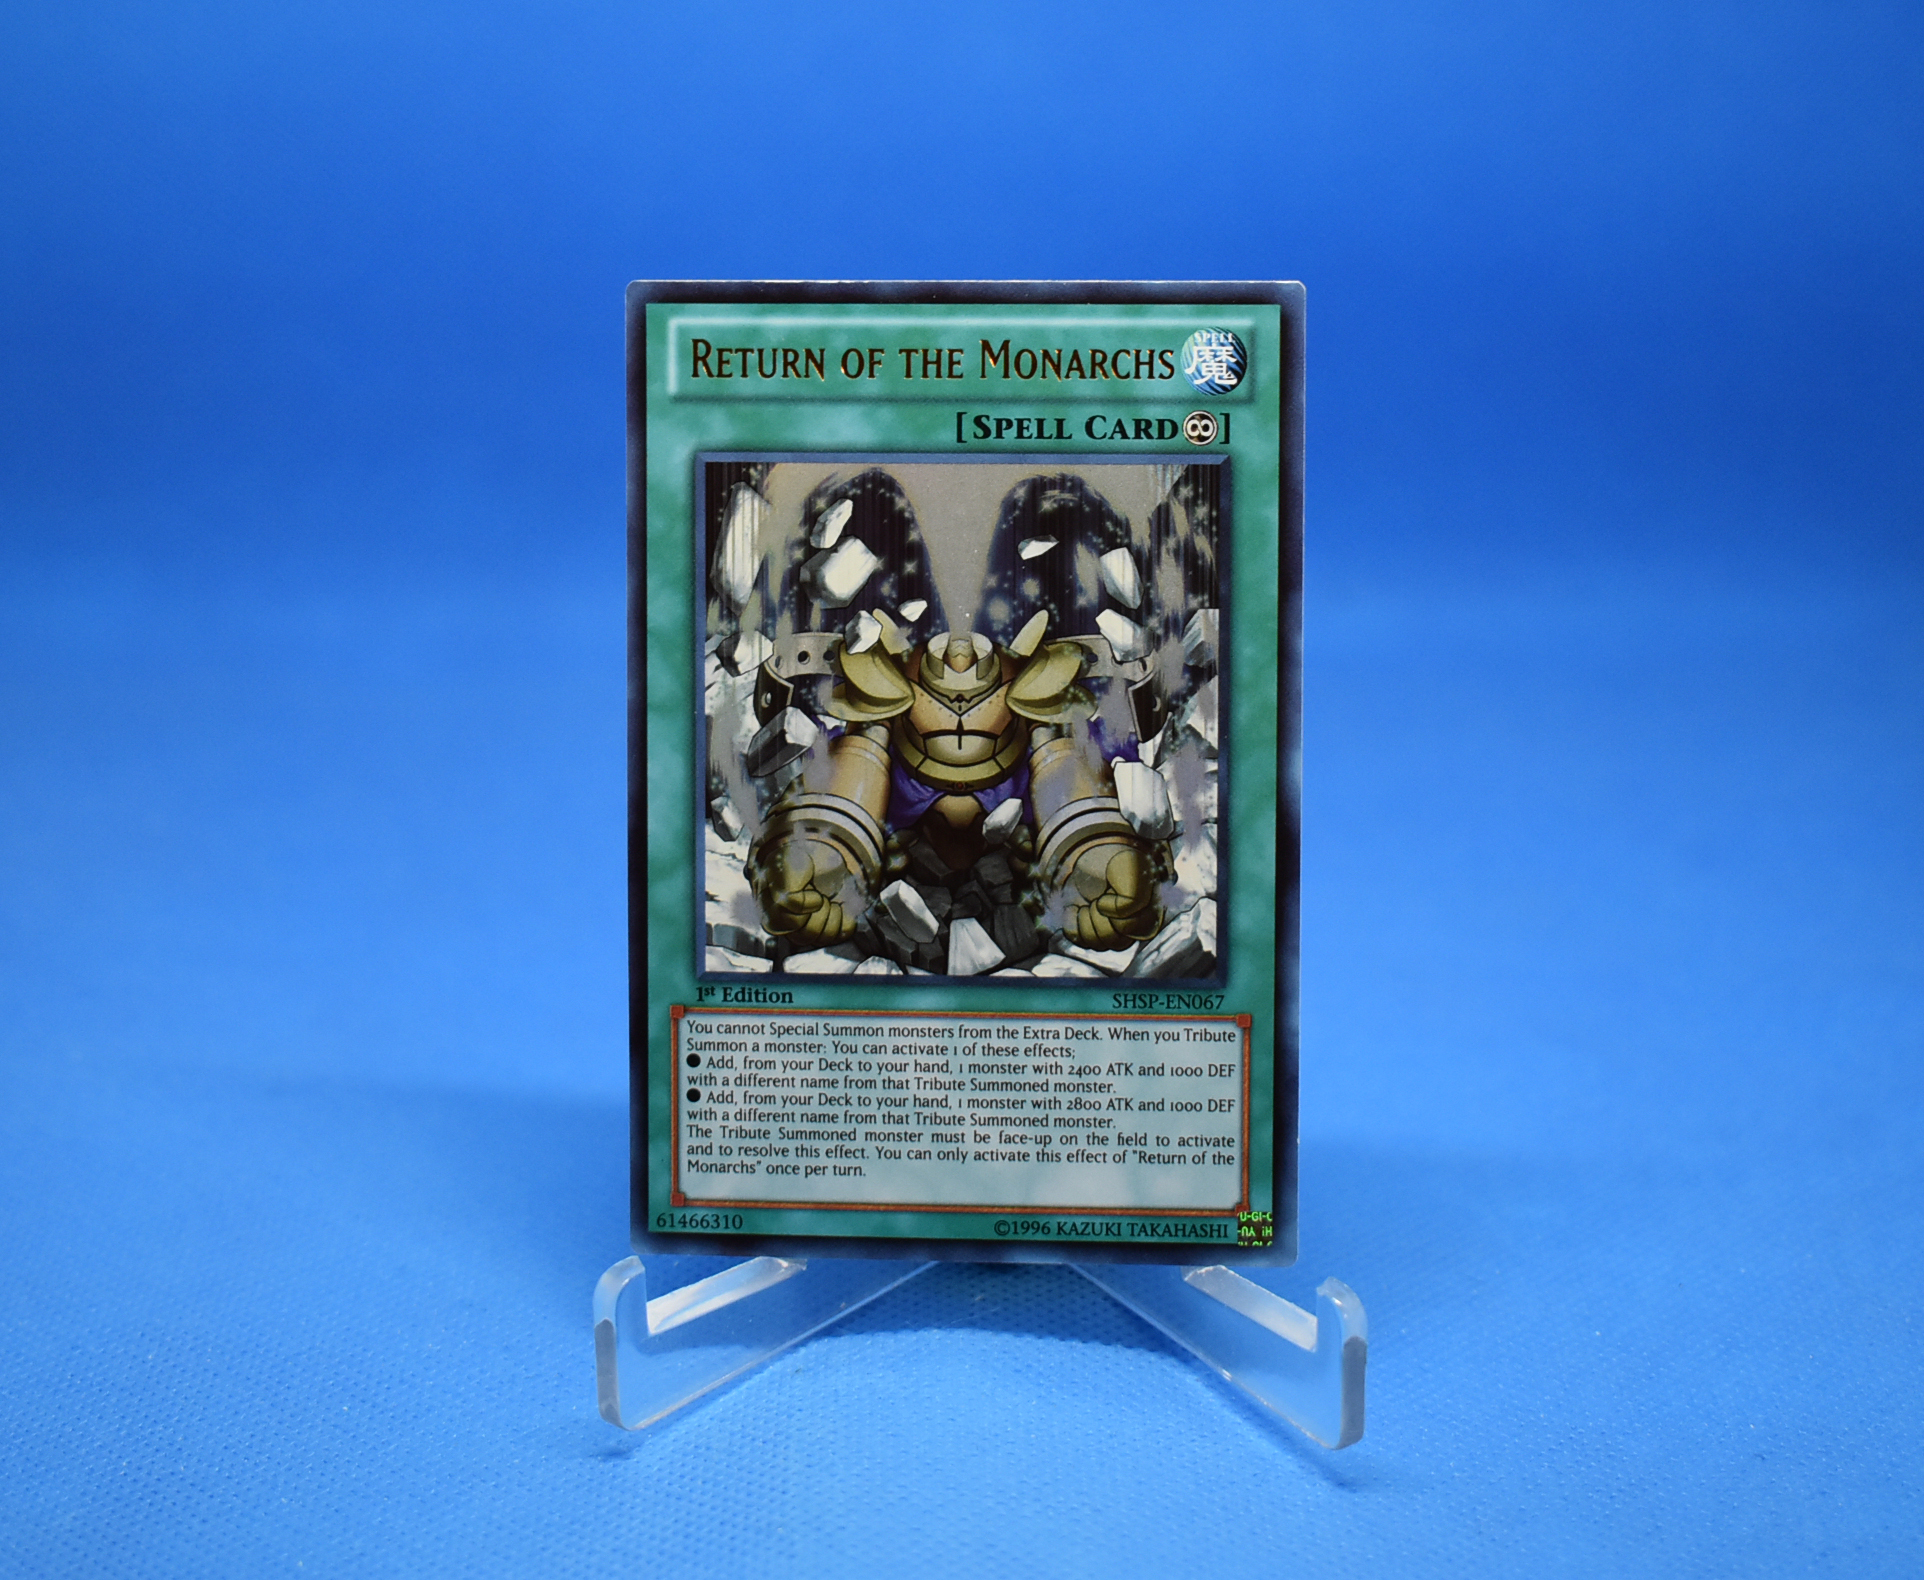 Return of the Monarchs
SPELL
魔
[Spell Card]
1st Edition
SHSP-EN067
You cannot Special Summon monsters from the Extra Deck. When you Tribute
Summon a monster: You can activate 1 of these effects;
● Add, from your Deck to your hand, 1 monster with 2400 ATK and 1000 DEF
with a different name from that Tribute Summoned monster.
● Add, from your Deck to your hand, 1 monster with 2800 ATK and 1000 DEF
with a different name from that Tribute Summoned monster.
The Tribute Summoned monster must be face-up on the field to activate
and to resolve this effect. You can only activate this effect of "Return of the
Monarchs" once per turn.
61466310
©1996 KAZUKI TAKAHASHI